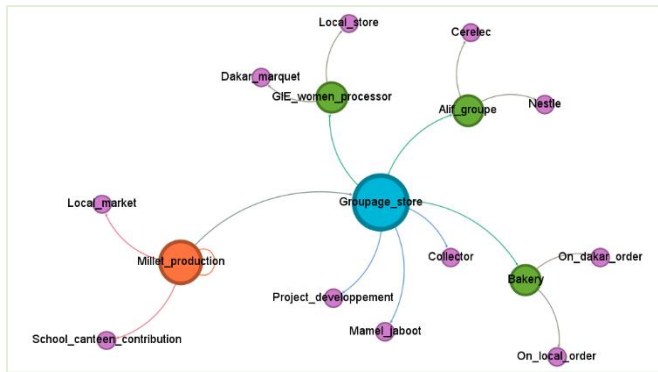 Local_store
Cerelec
Dakar_marquet
GIE_women_processor
Alif_groupe
Nestle
Local_market
Groupage_store
Millet_production
Collector
On_dakar_order
Bakery
Project_developpement
Mamel_jaboot
School_canteen_contribution
On_local_order